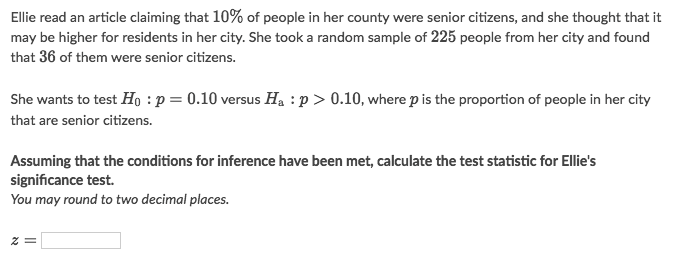 Ellie read an article claiming that 10% of people in her county were senior citizens, and she thought that it
may be higher for residents in her city. She took a random sample of 225 people from her city and found
that 36 of them were senior citizens.
She wants to test H₀ : p = 0.10 versus Hₐ : p > 0.10, where p is the proportion of people in her city
that are senior citizens.
Assuming that the conditions for inference have been met, calculate the test statistic for Ellie's
significance test.
You may round to two decimal places.
z =